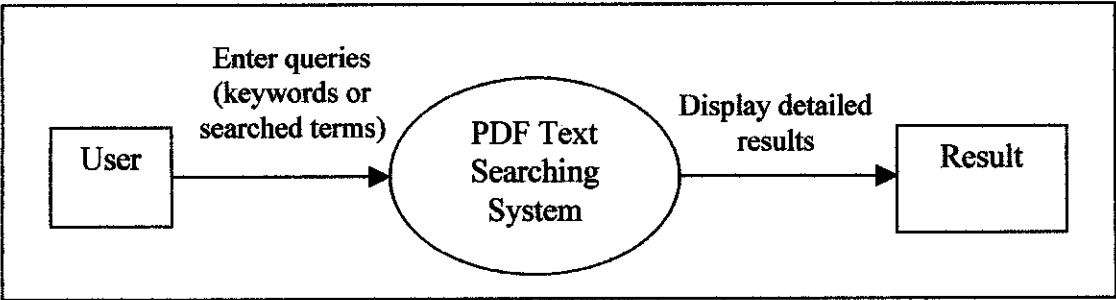 Enter queries
(keywords or
searched terms)
User
PDF Text
Searching
System
Display detailed
results
Result